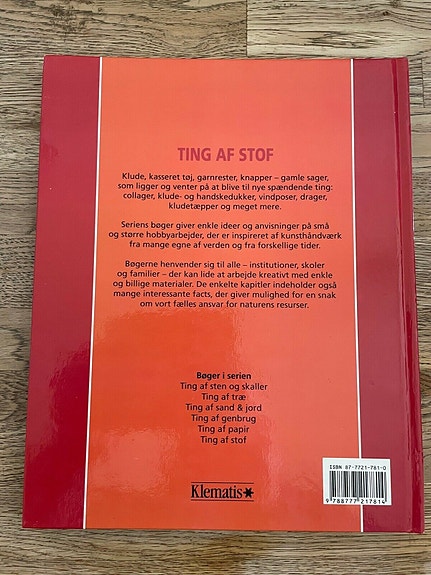 TING AF STOF
Klude, kasseret tøj, garnrester, knapper – gamle sager,
som ligger og venter på at blive til nye spændende ting:
collager, klude- og handskedukker, vindposer, drager,
kludetæpper og meget mere.
Seriens bøger giver enkle ideer og anvisninger på små
og større hobbyarbejder, der er inspireret af kunsthåndværk
fra mange egne af verden og fra forskellige tider.
Bøgerne henvender sig til alle – institutioner, skoler
og familier – der kan lide at arbejde kreativt med enkle
og billige materialer. De enkelte kapitler indeholder også
mange interessante facts, der giver mulighed for en snak
om vort fælles ansvar for naturens resurser.
Bøger i serien
Ting af sten og skaller
Ting af træ
Ting af sand & jord
Ting af genbrug
Ting af papir
Ting af stof
Klematis
ISBN 87-7721-781-0
9 788777 217814